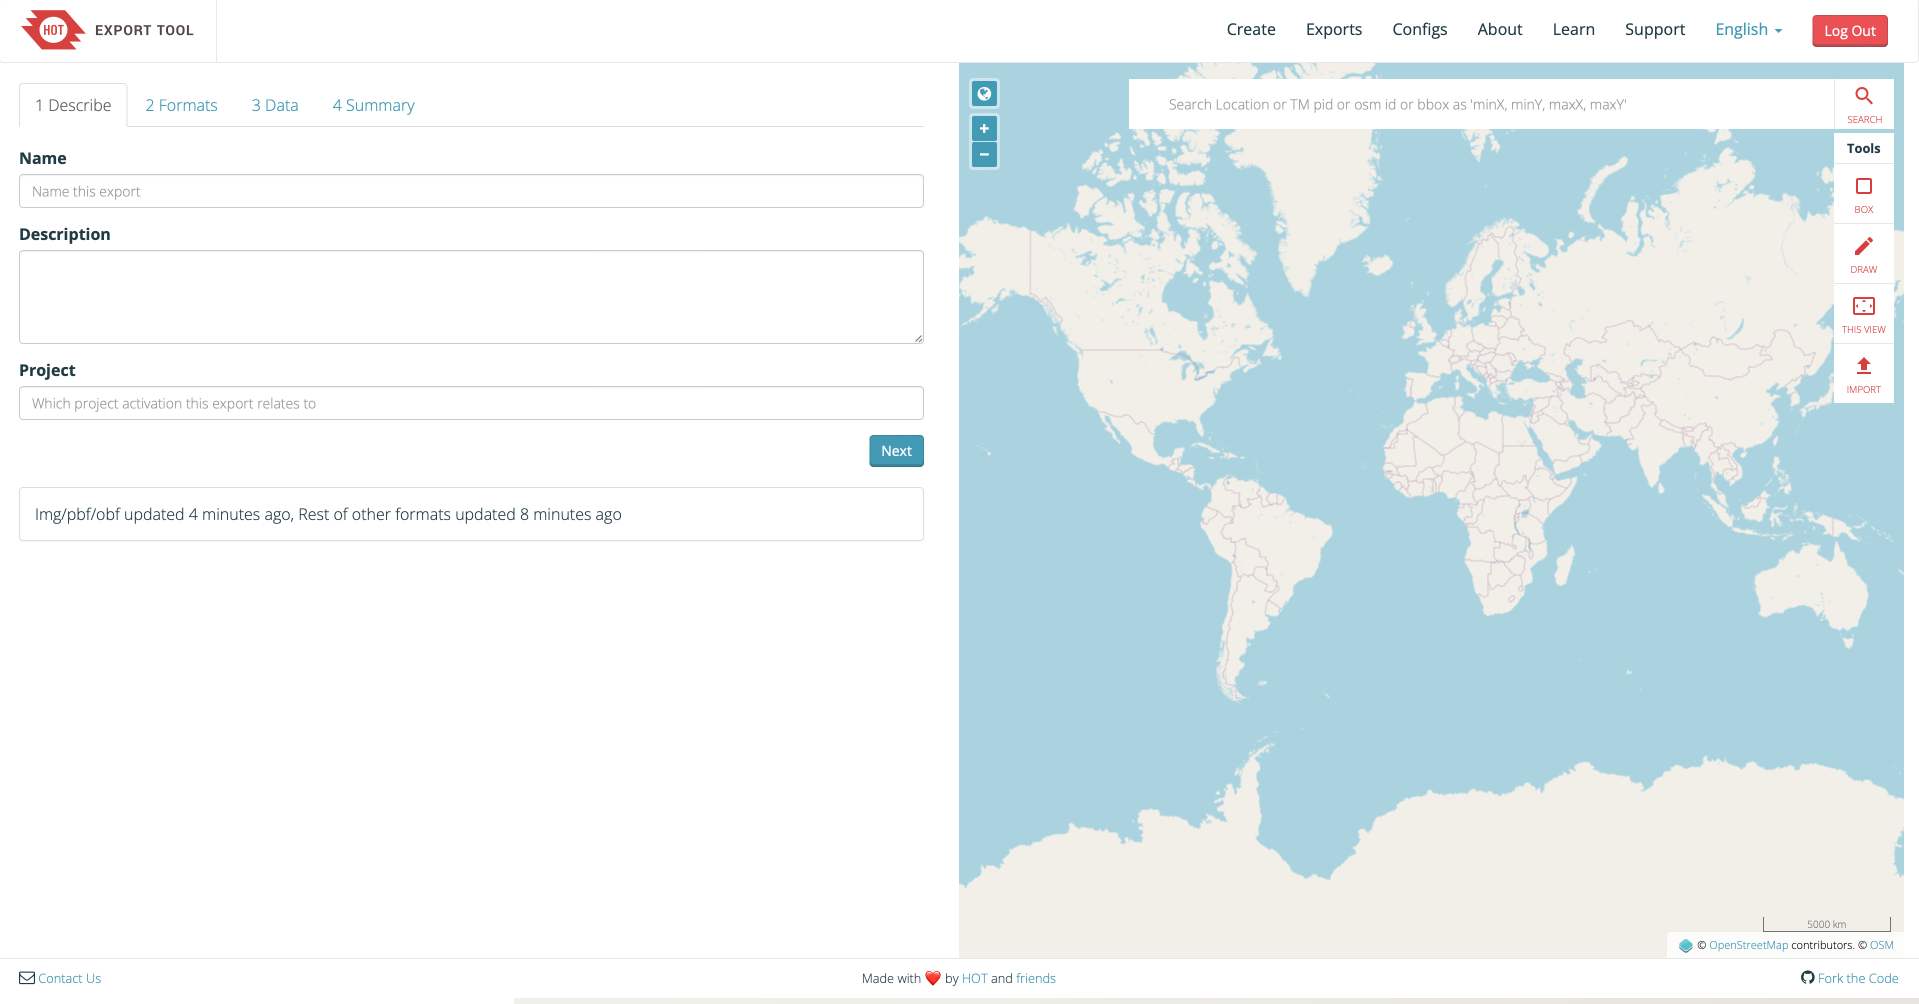 HOT EXPORT TOOL
Create Exports Configs About Learn Support English Log Out
1 Describe 2 Formats 3 Data 4 Summary
Name
Name this export
Description
Project
Which project activation this export relates to
Next
Img/pbf/obf updated 4 minutes ago, Rest of other formats updated 8 minutes ago
+
−
Search Location or TM pid or osm id or bbox as 'minX, minY, maxX, maxY'
SEARCH
Tools
BOX
DRAW
THIS VIEW
IMPORT
5000 km
© OpenStreetMap contributors. © OSM
Contact Us
Made with ❤️ by HOT and friends
Fork the Code